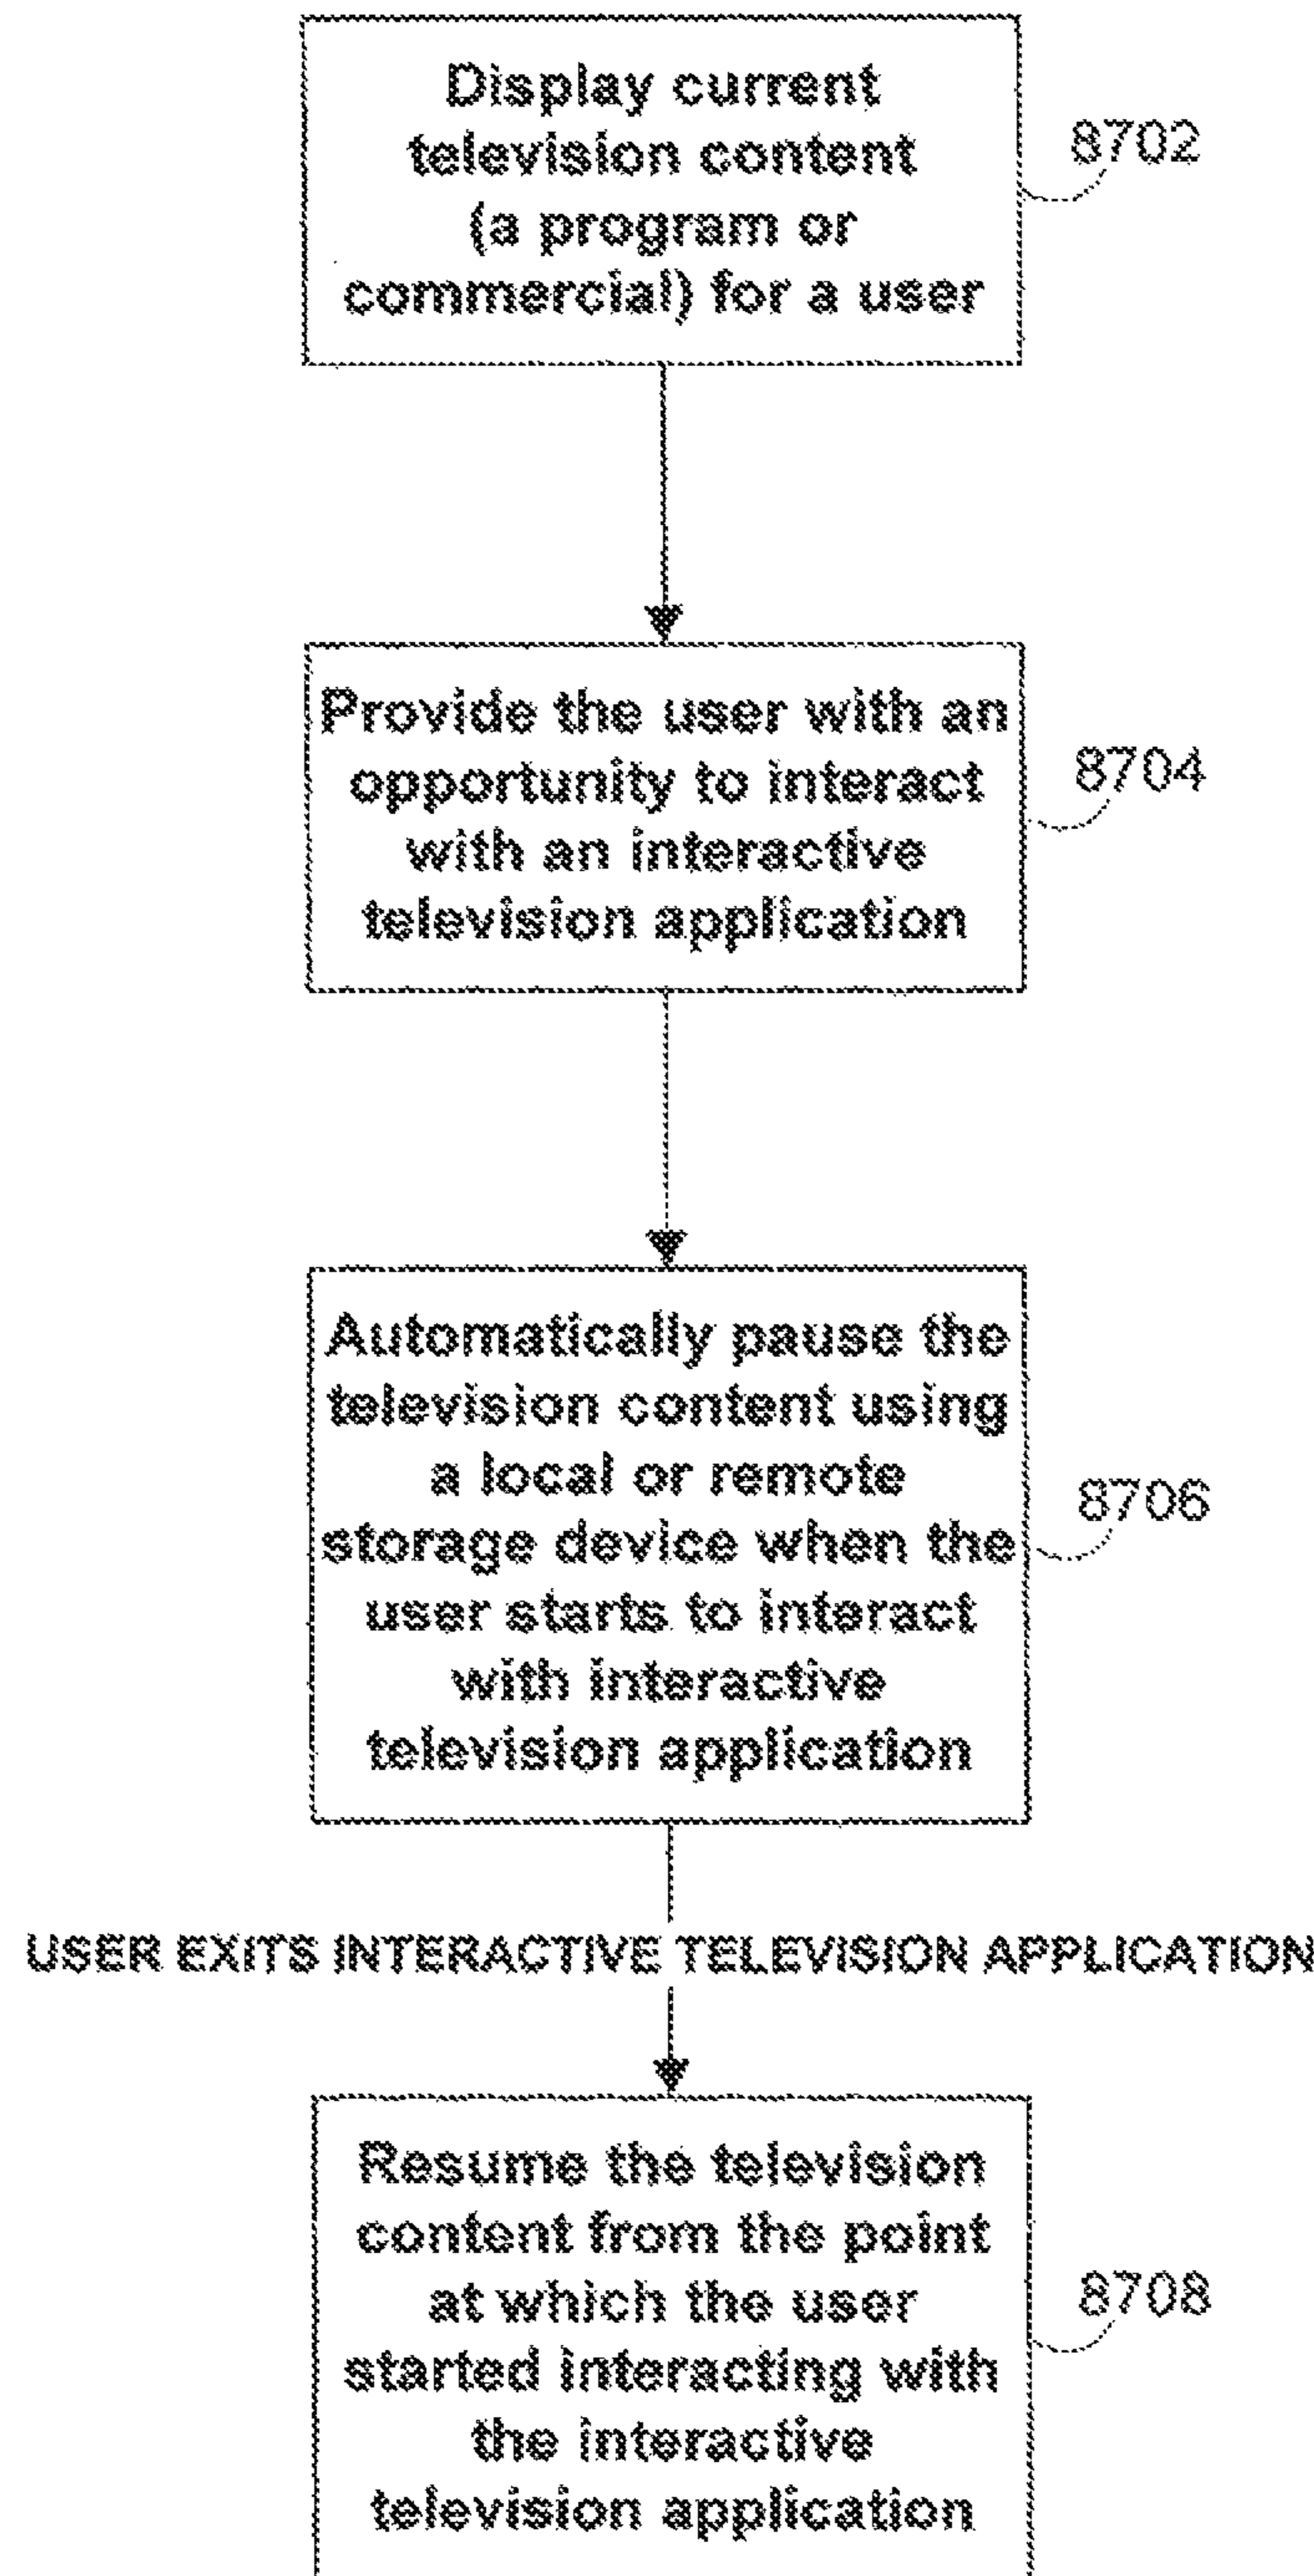 Display current
television content
(a program or
commercial) for a user
8702
Provide the user with an
opportunity to interact
with an interactive
television application
8704
Automatically pause the
television content using
a local or remote
storage device when the
user starts to interact
with interactive
television application
8706
USER EXITS INTERACTIVE TELEVISION APPLICATION
Resume the television
content from the point
at which the user
started interacting with
the interactive
television application
8708